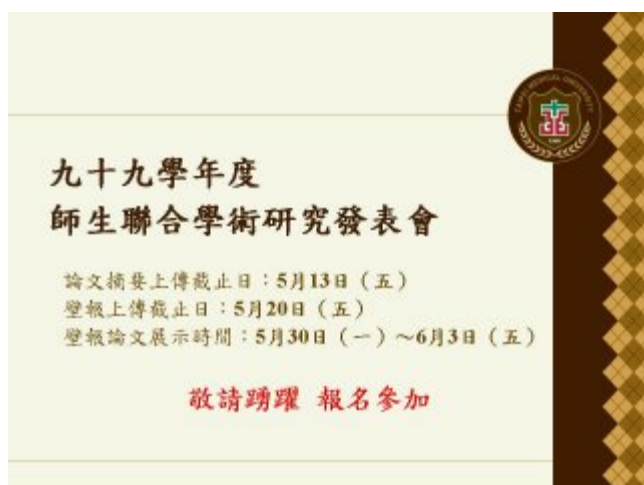 TAIPEI MEDICAL UNIVERSITY
九十九學年度
師生聯合學術研究發表會
論文摘要上傳截止日：5月13日（五）
壁報上傳截止日：5月20日（五）
壁報論文展示時間：5月30日（一）～6月3日（五）
敬請踴躍 報名參加